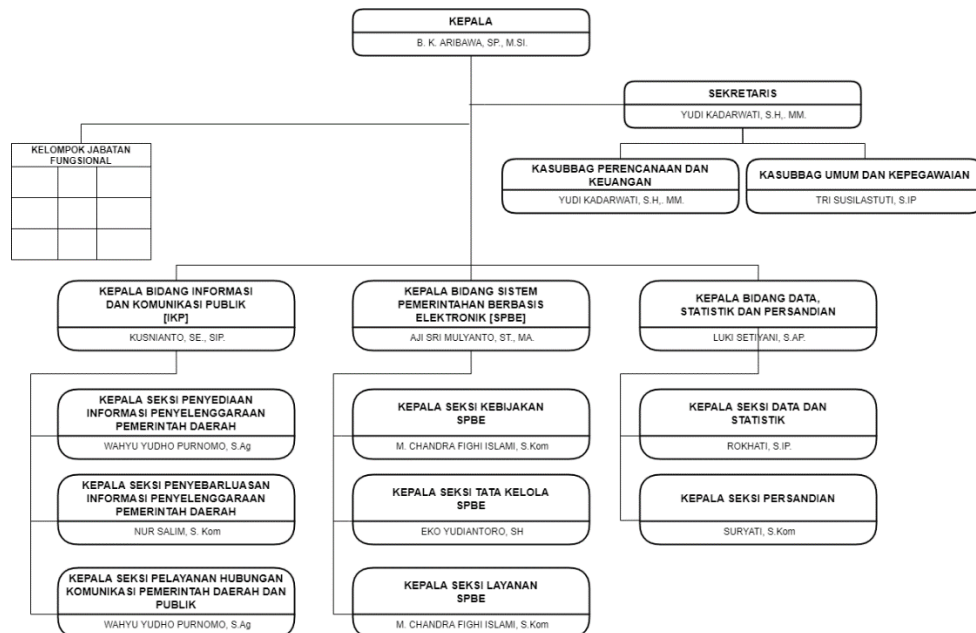 KEPALA
B. K. ARIBAWA, SP., M.SI.
SEKRETARIS
YUDI KADARWATI, S.H,. MM.
KELOMPOK JABATAN
FUNGSIONAL
KASUBBAG PERENCANAAN DAN
KEUANGAN
YUDI KADARWATI, S.H,. MM.
KASUBBAG UMUM DAN KEPEGAWAIAN
TRI SUSILASTUTI, S.IP
KEPALA BIDANG INFORMASI
DAN KOMUNIKASI PUBLIK
[IKP]
KUSNIANTO, SE., SIP.
KEPALA BIDANG SISTEM
PEMERINTAHAN BERBASIS
ELEKTRONIK [SPBE]
AJI SRI MULYANTO, ST., MA.
KEPALA BIDANG DATA,
STATISTIK DAN PERSANDIAN
LUKI SETIYANI, S.AP.
KEPALA SEKSI PENYEDIAAN
INFORMASI PENYELENGGARAAN
PEMERINTAH DAERAH
WAHYU YUDHO PURNOMO, S.Ag
KEPALA SEKSI KEBIJAKAN
SPBE
M. CHANDRA FIGHI ISLAMI, S.Kom
KEPALA SEKSI DATA DAN
STATISTIK
ROKHATI, S.IP.
KEPALA SEKSI PENYEBARLUASAN
INFORMASI PENYELENGGARAAN
PEMERINTAH DAERAH
NUR SALIM, S. Kom
KEPALA SEKSI TATA KELOLA
SPBE
EKO YUDIANTORO, SH
KEPALA SEKSI PERSANDIAN
SURYATI, S.Kom
KEPALA SEKSI PELAYANAN HUBUNGAN
KOMUNIKASI PEMERINTAH DAERAH DAN
PUBLIK
WAHYU YUDHO PURNOMO, S.Ag
KEPALA SEKSI LAYANAN
SPBE
M. CHANDRA FIGHI ISLAMI, S.Kom